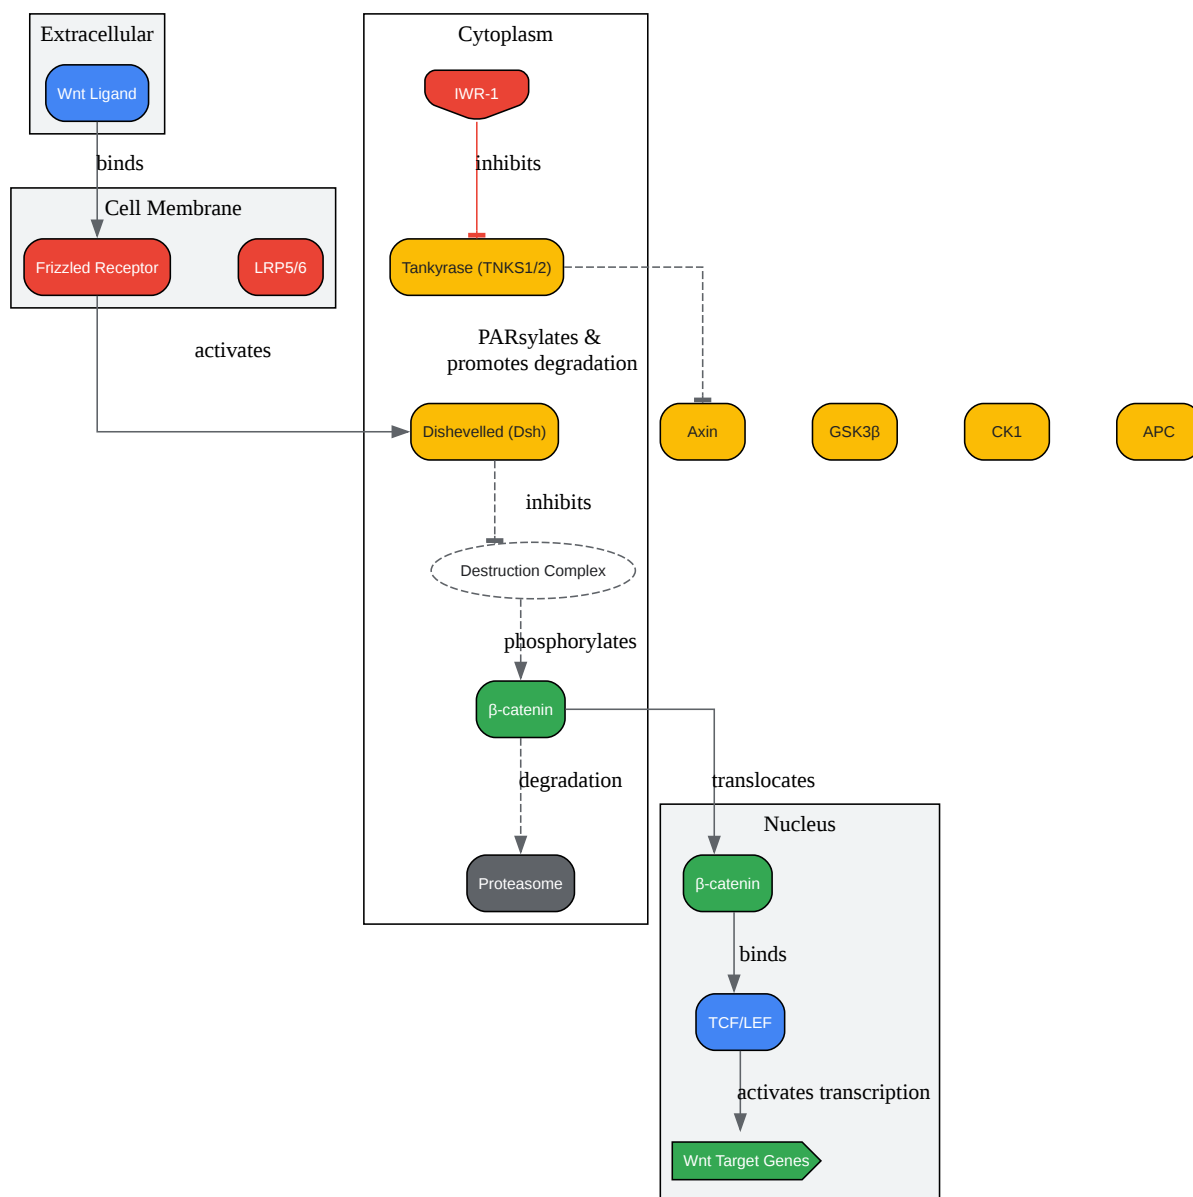 Extracellular
Wnt Ligand
binds
Cell Membrane
Frizzled Receptor
LRP5/6
activates
Cytoplasm
IWR-1
inhibits
Tankyrase (TNKS1/2)
PARsylates &
promotes degradation
Dishevelled (Dsh)
Axin
GSK3β
CK1
APC
inhibits
Destruction Complex
phosphorylates
β-catenin
degradation
translocates
Proteasome
Nucleus
β-catenin
binds
TCF/LEF
activates transcription
Wnt Target Genes